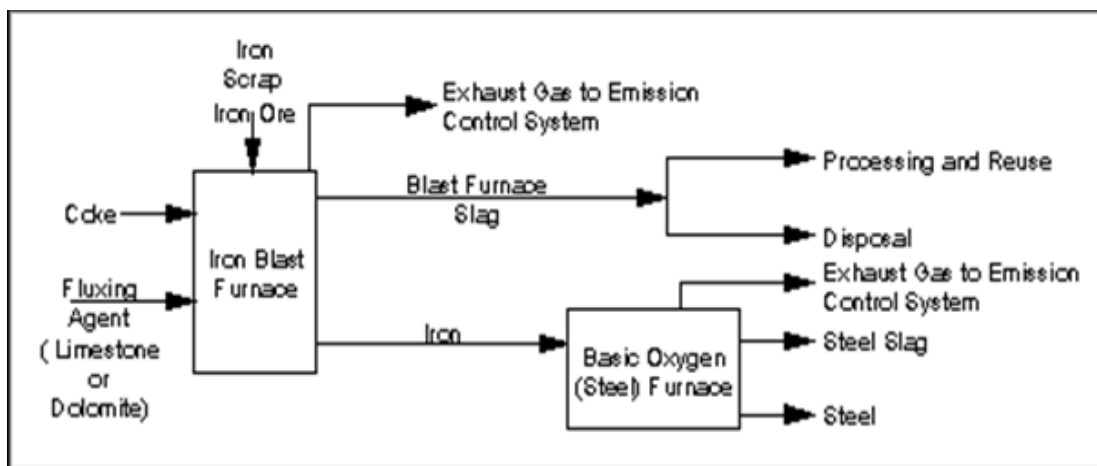 Iron
Scrap
Iron Ore
Exhaust Gas to Emission
Control System
Processing and Reuse
Blast Furnace
Slag
Coke
Disposal
Iron Blast
Furnace
Fluxing
Agent
( Limestone
or
Dolomite)
Exhaust Gas to Emission
Control System
Iron
Basic Oxygen
(Steel) Furnace
Steel Slag
Steel